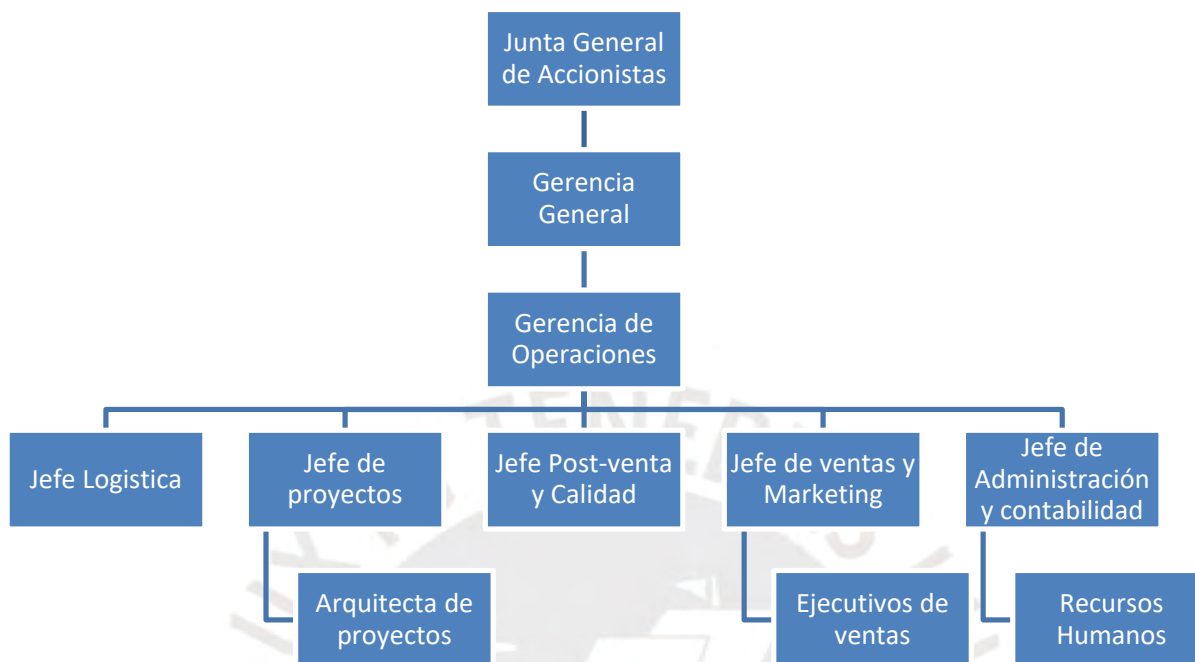 Junta General
de Accionistas
Gerencia
General
Gerencia de
Operaciones
Jefe Logistica
Jefe de
proyectos
Jefe Post-venta
y Calidad
Jefe de ventas y
Marketing
Jefe de
Administración
y contabilidad
Arquitecta de
proyectos
Ejecutivos de
ventas
Recursos
Humanos